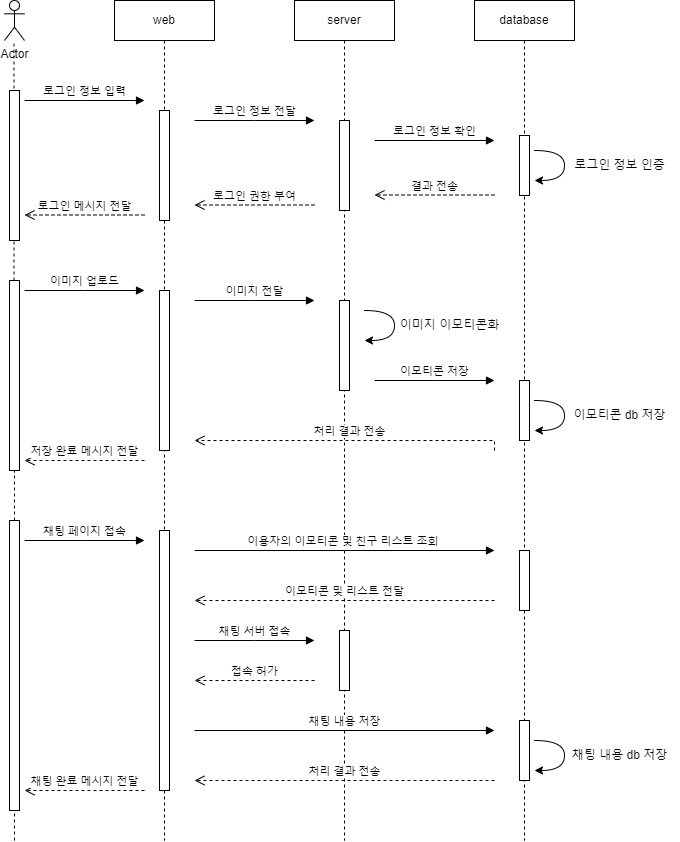 web
server
database
Actor
로그인 정보 입력
로그인 정보 전달
로그인 정보 확인
로그인 정보 인증
결과 전송
로그인 권한 부여
로그인 메시지 전달
이미지 업로드
이미지 전달
이미지 이모티콘화
이모티콘 저장
이모티콘 db 저장
처리 결과 전송
저장 완료 메시지 전달
채팅 페이지 접속
이용자의 이모티콘 및 친구 리스트 조회
이모티콘 및 리스트 전달
채팅 서버 접속
접속 허가
채팅 내용 저장
채팅 내용 db 저장
처리 결과 전송
채팅 완료 메시지 전달